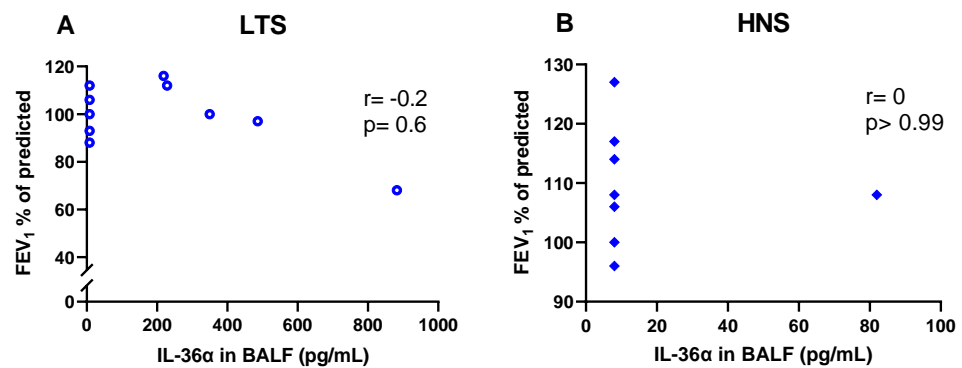 A LTS
FEV₁ % of predicted
120
100
80
60
40
0
r= -0.2
p= 0.6
0 200 400 600 800 1000
IL-36α in BALF (pg/mL)
B HNS
FEV₁ % of predicted
130
120
110
100
90
r= 0
p> 0.99
0 20 40 60 80 100
IL-36α in BALF (pg/mL)